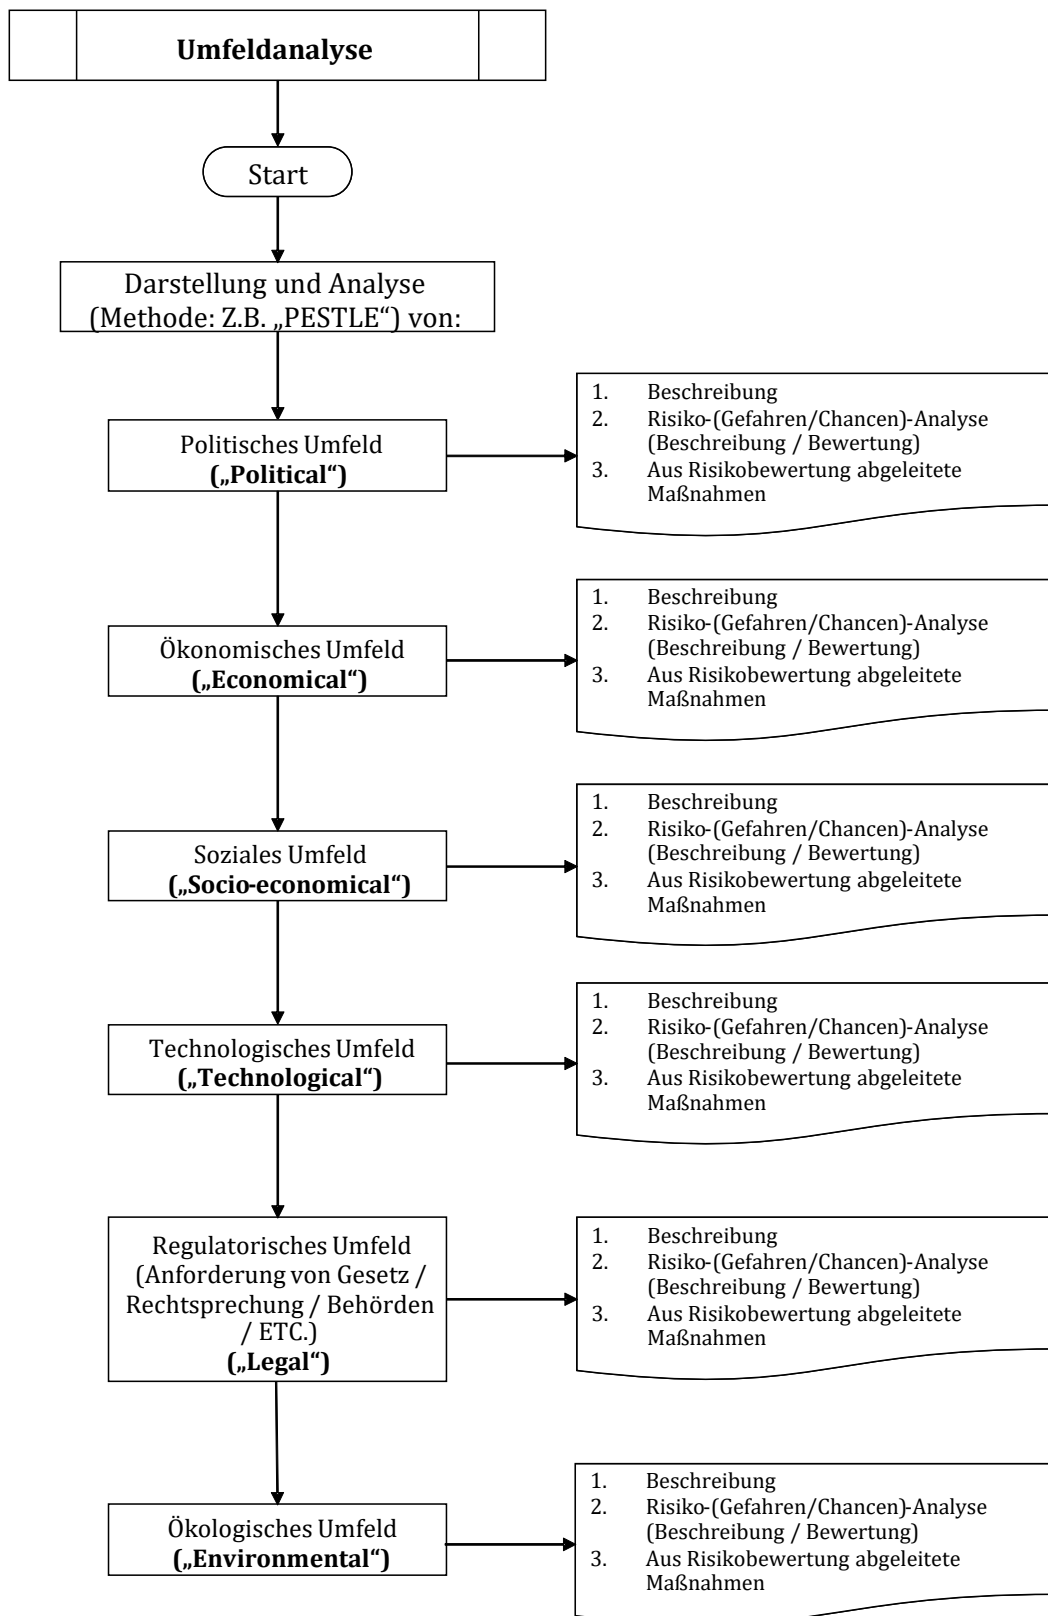 Umfeldanalyse
Start
Darstellung und Analyse
(Methode: Z.B. „PESTLE“) von:
Politisches Umfeld
(„Political“)
1. Beschreibung
2. Risiko-(Gefahren/Chancen)-Analyse
(Beschreibung / Bewertung)
3. Aus Risikobewertung abgeleitete
Maßnahmen
Ökonomisches Umfeld
(„Economical“)
1. Beschreibung
2. Risiko-(Gefahren/Chancen)-Analyse
(Beschreibung / Bewertung)
3. Aus Risikobewertung abgeleitete
Maßnahmen
Soziales Umfeld
(„Socio-economical“)
1. Beschreibung
2. Risiko-(Gefahren/Chancen)-Analyse
(Beschreibung / Bewertung)
3. Aus Risikobewertung abgeleitete
Maßnahmen
Technologisches Umfeld
(„Technological“)
1. Beschreibung
2. Risiko-(Gefahren/Chancen)-Analyse
(Beschreibung / Bewertung)
3. Aus Risikobewertung abgeleitete
Maßnahmen
Regulatorisches Umfeld
(Anforderung von Gesetz /
Rechtsprechung / Behörden
/ ETC.)
(„Legal“)
1. Beschreibung
2. Risiko-(Gefahren/Chancen)-Analyse
(Beschreibung / Bewertung)
3. Aus Risikobewertung abgeleitete
Maßnahmen
Ökologisches Umfeld
(„Environmental“)
1. Beschreibung
2. Risiko-(Gefahren/Chancen)-Analyse
(Beschreibung / Bewertung)
3. Aus Risikobewertung abgeleitete
Maßnahmen